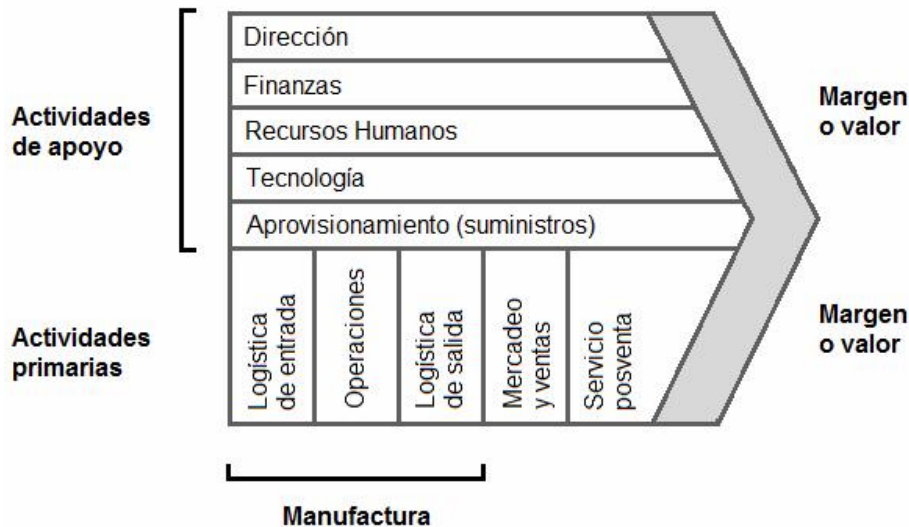 Dirección
Finanzas
Recursos Humanos
Tecnología
Aprovisionamiento (suministros)
Actividades
de apoyo
Margen
o valor
Logística
de entrada
Operaciones
Logística
de salida
Mercadeo
y ventas
Servicio
posventa
Actividades
primarias
Margen
o valor
Manufactura